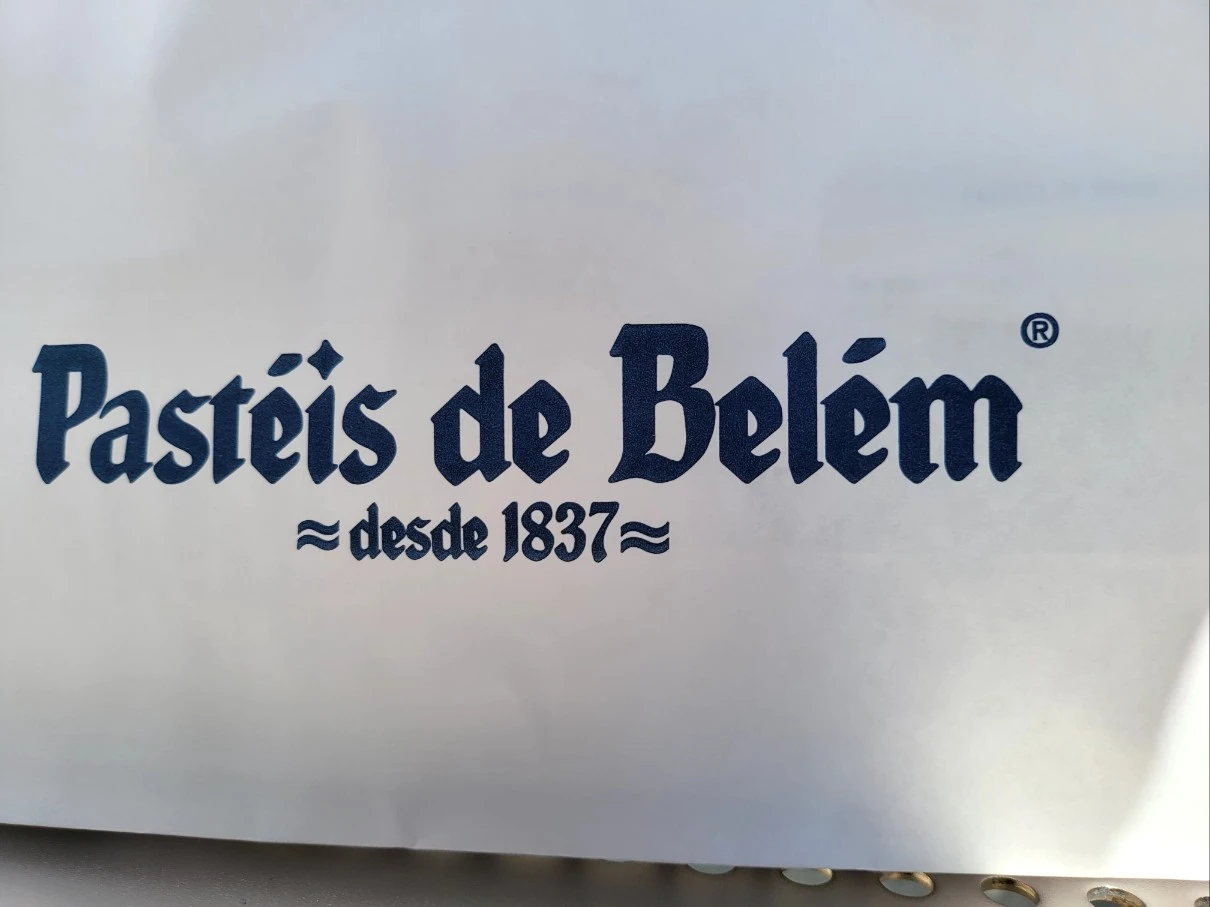 Pastéis de Belém®
≈desde 1837≈